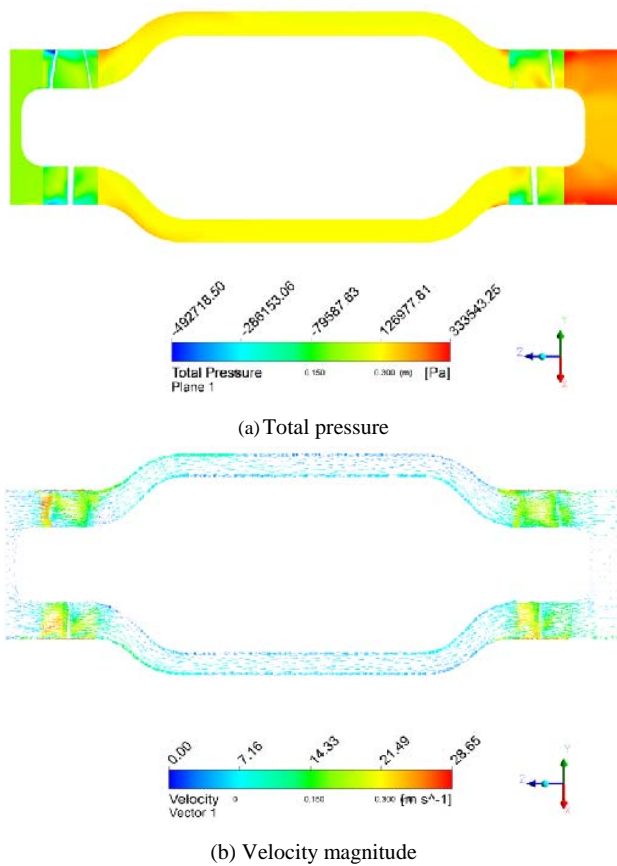 -492718.50 -286153.06 -79587.63 126977.81 333543.25
Total Pressure 0.150 0.300 (m) [Pa]
Plane 1
Z Y X
(a) Total pressure
0.00 7.16 14.33 21.49 28.65
Velocity 0 0.150 0.300 [m s^-1]
Vector 1
Z Y X
(b) Velocity magnitude